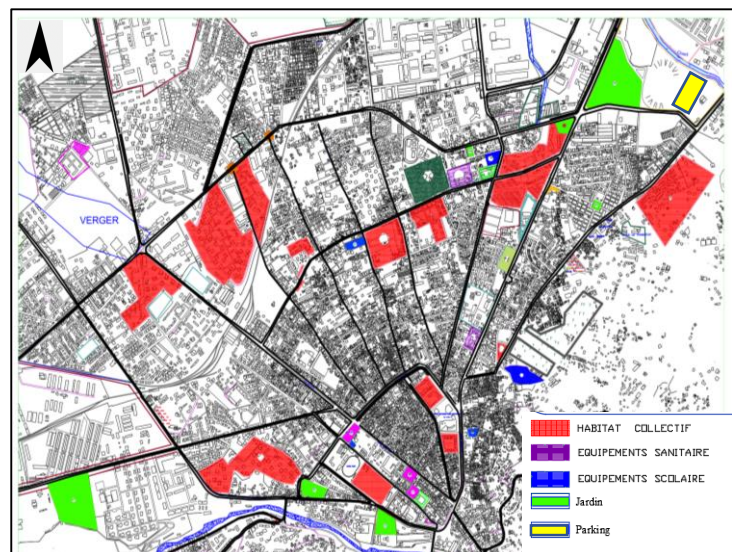 VERGER
HABITAT COLLECTIF
EQUIPEMENTS SANITAIRE
EQUIPEMENTS SCOLAIRE
Jardin
Parking